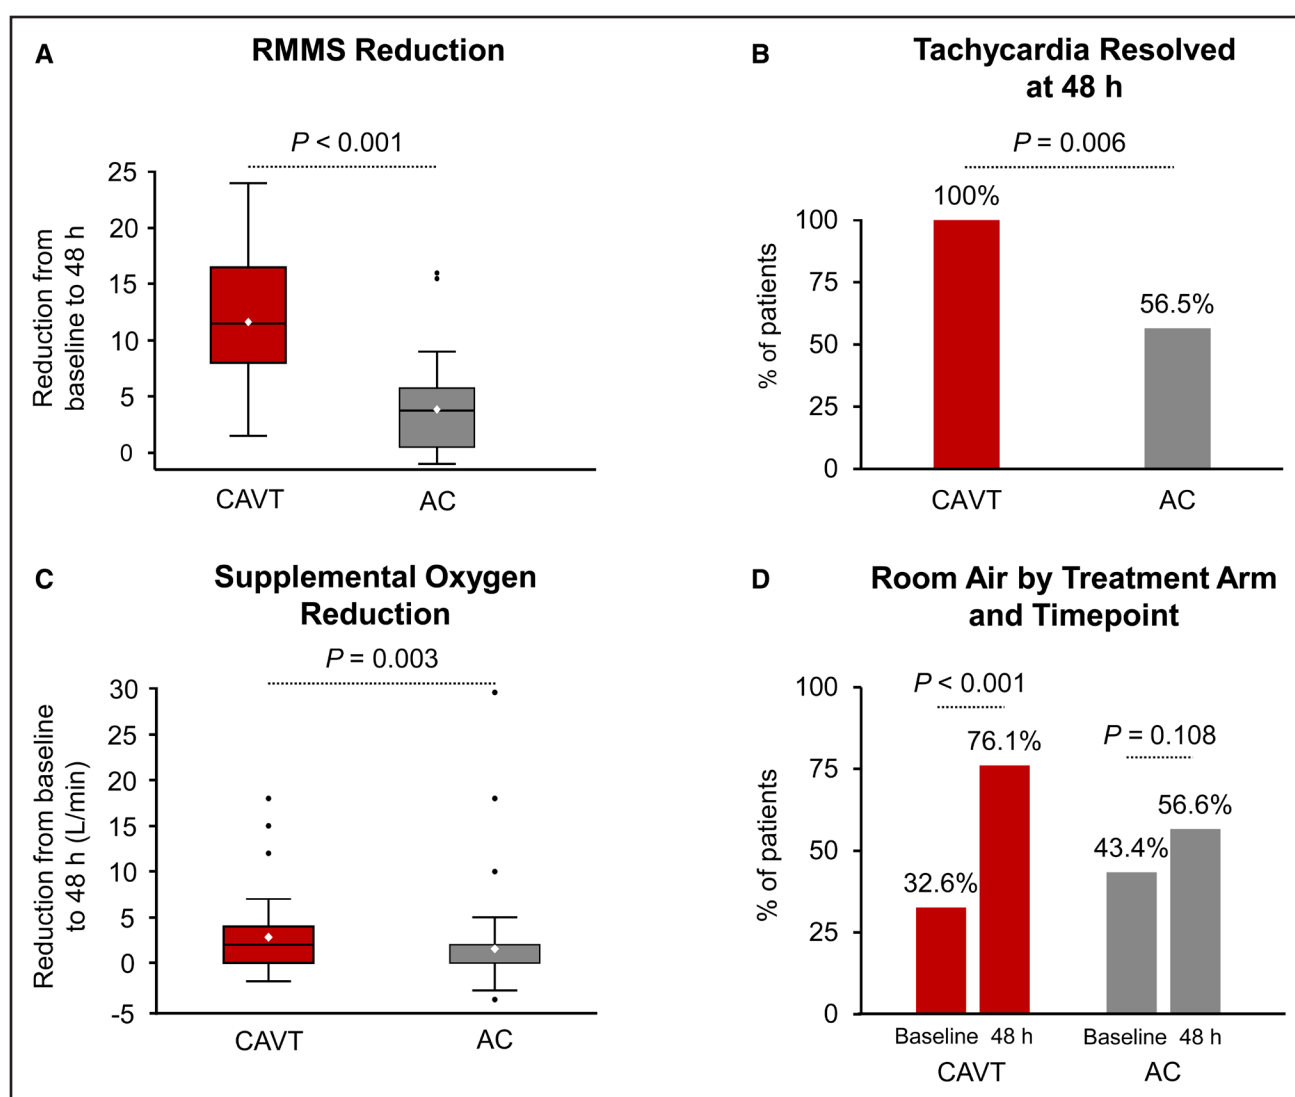 A
RMMS Reduction
P < 0.001
Reduction from
baseline to 48 h
25
20
15
10
5
0
CAVT
AC
B
Tachycardia Resolved
at 48 h
P = 0.006
100%
56.5%
% of patients
100
75
50
25
0
CAVT
AC
C
Supplemental Oxygen
Reduction
P = 0.003
Reduction from baseline
to 48 h (L/min)
30
25
20
15
10
5
0
-5
CAVT
AC
D
Room Air by Treatment Arm
and Timepoint
P < 0.001
76.1%
P = 0.108
56.6%
43.4%
32.6%
% of patients
100
75
50
25
0
Baseline 48 h
Baseline 48 h
CAVT
AC